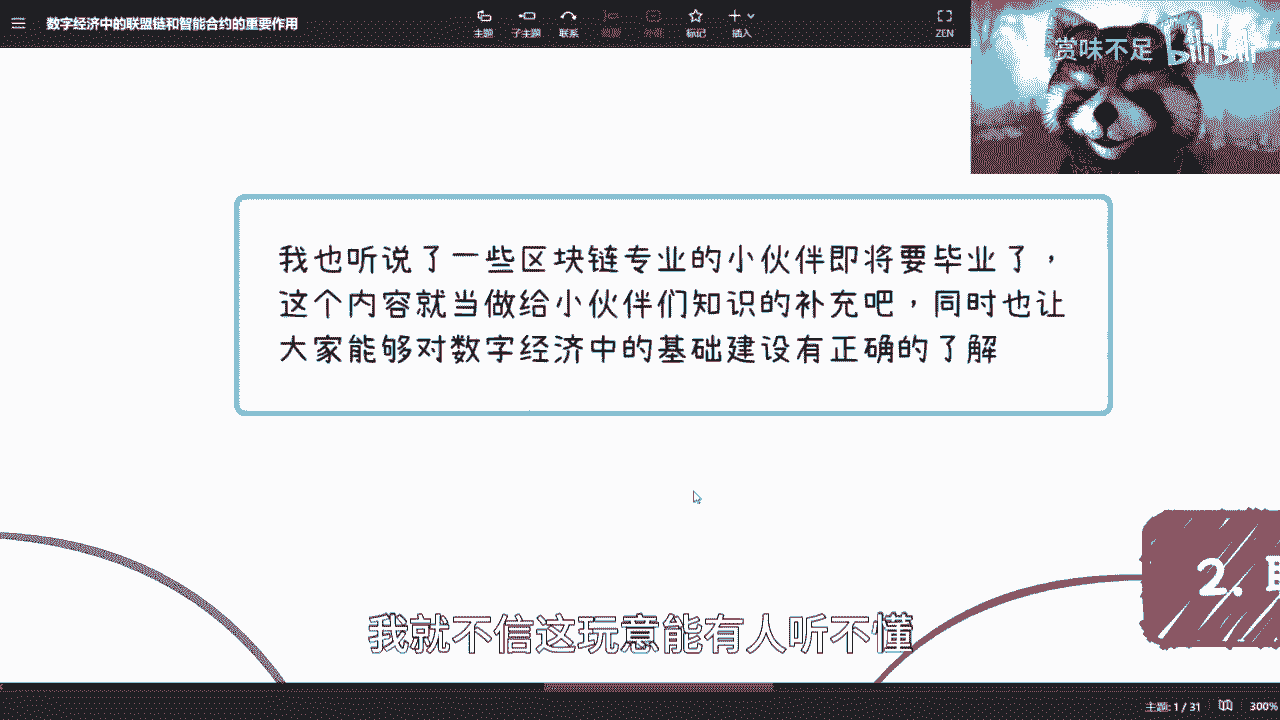 数字经济中的联盟链和智能合约的重要作用
主题 子主题 联系 标记 插入 ZEN
赏味不足 bilibili
我也听说了一些区块链专业的小伙伴即将要毕业了，
这个内容就当做给小伙伴们知识的补充吧，同时也让
大家能够对数字经济中的基础建设有正确的了解
2.
我就不信这玩意能有人听不懂
主题: 1 / 31 300%